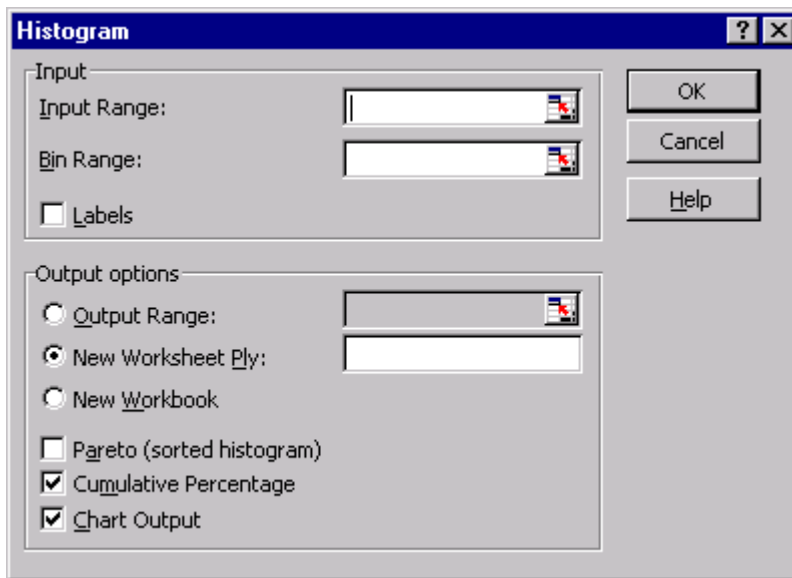 Histogram
Input
Input Range:
Bin Range:
Labels
OK
Cancel
Help
Output options
Output Range:
New Worksheet Ply:
New Workbook
Pareto (sorted histogram)
Cumulative Percentage
Chart Output